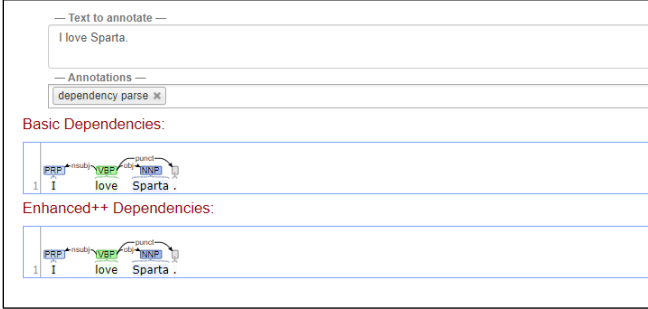 — Text to annotate —
I love Sparta.
— Annotations —
dependency parse ×
Basic Dependencies:
punct
nsubj obj
PRP VBP NNP .
1 I love Sparta .
Enhanced++ Dependencies:
punct
nsubj obj
PRP VBP NNP .
1 I love Sparta .